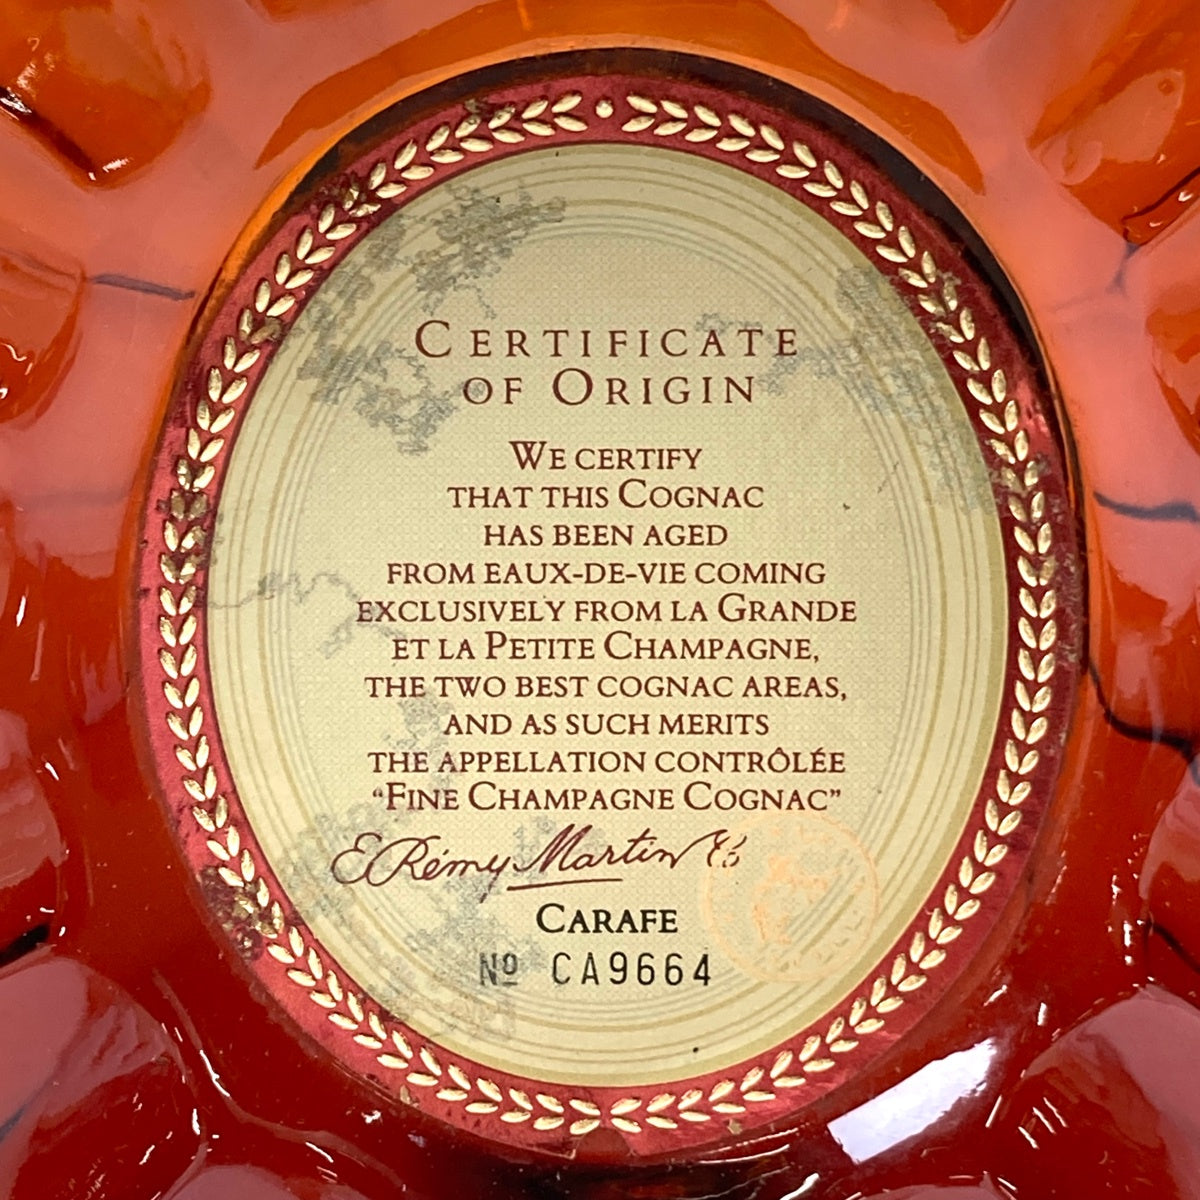 CERTIFICATE
OF ORIGIN
WE CERTIFY
THAT THIS COGNAC
HAS BEEN AGED
FROM EAUX-DE-VIE COMING
EXCLUSIVELY FROM LA GRANDE
ET LA PETITE CHAMPAGNE,
THE TWO BEST COGNAC AREAS,
AND AS SUCH MERITS
THE APPELLATION CONTRÔLÉE
“FINE CHAMPAGNE COGNAC”
E Rémy Martin
CARAFE
Nº CA9664